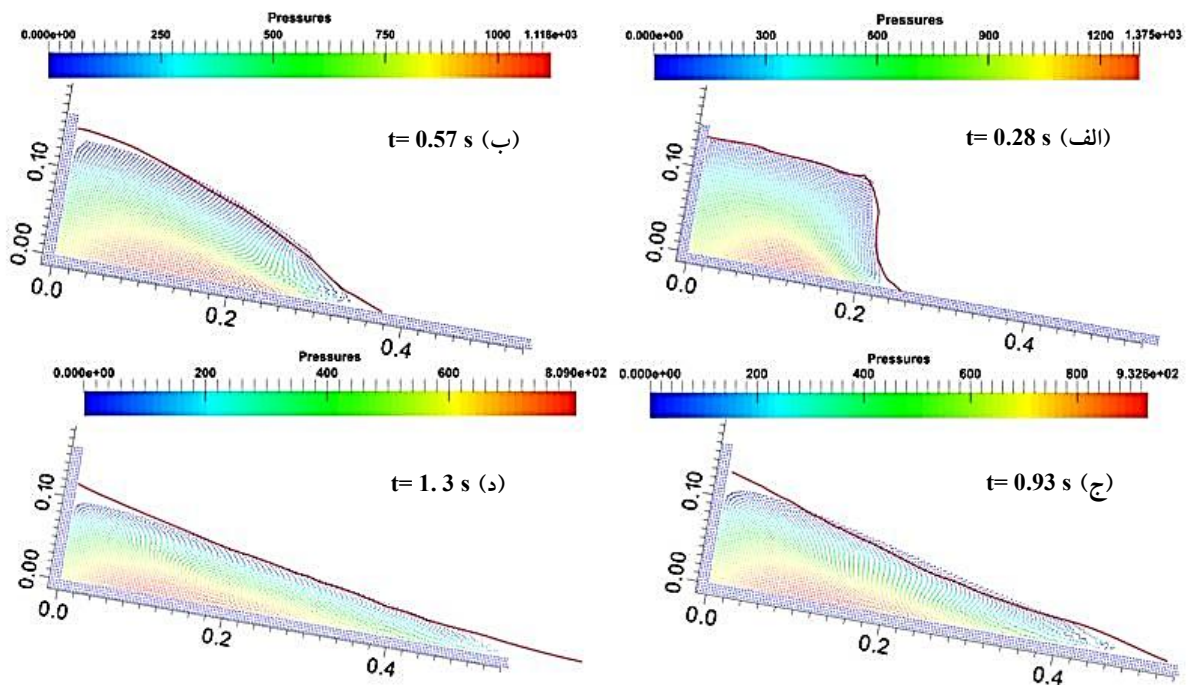 Pressures
0.000e+00 250 500 750 1000 1.116e+03
(ب) t= 0.57 s
0.10
0.00
0.0 0.2 0.4
Pressures
0.000e+00 300 600 900 1200 1.375e+03
(الف) t= 0.28 s
0.10
0.00
0.0 0.2 0.4
Pressures
0.000e+00 200 400 600 8.090e+02
(د) t= 1. 3 s
0.10
0.00
0.0 0.2 0.4
Pressures
0.000e+00 200 400 600 800 9.326e+02
(ج) t= 0.93 s
0.10
0.00
0.0 0.2 0.4